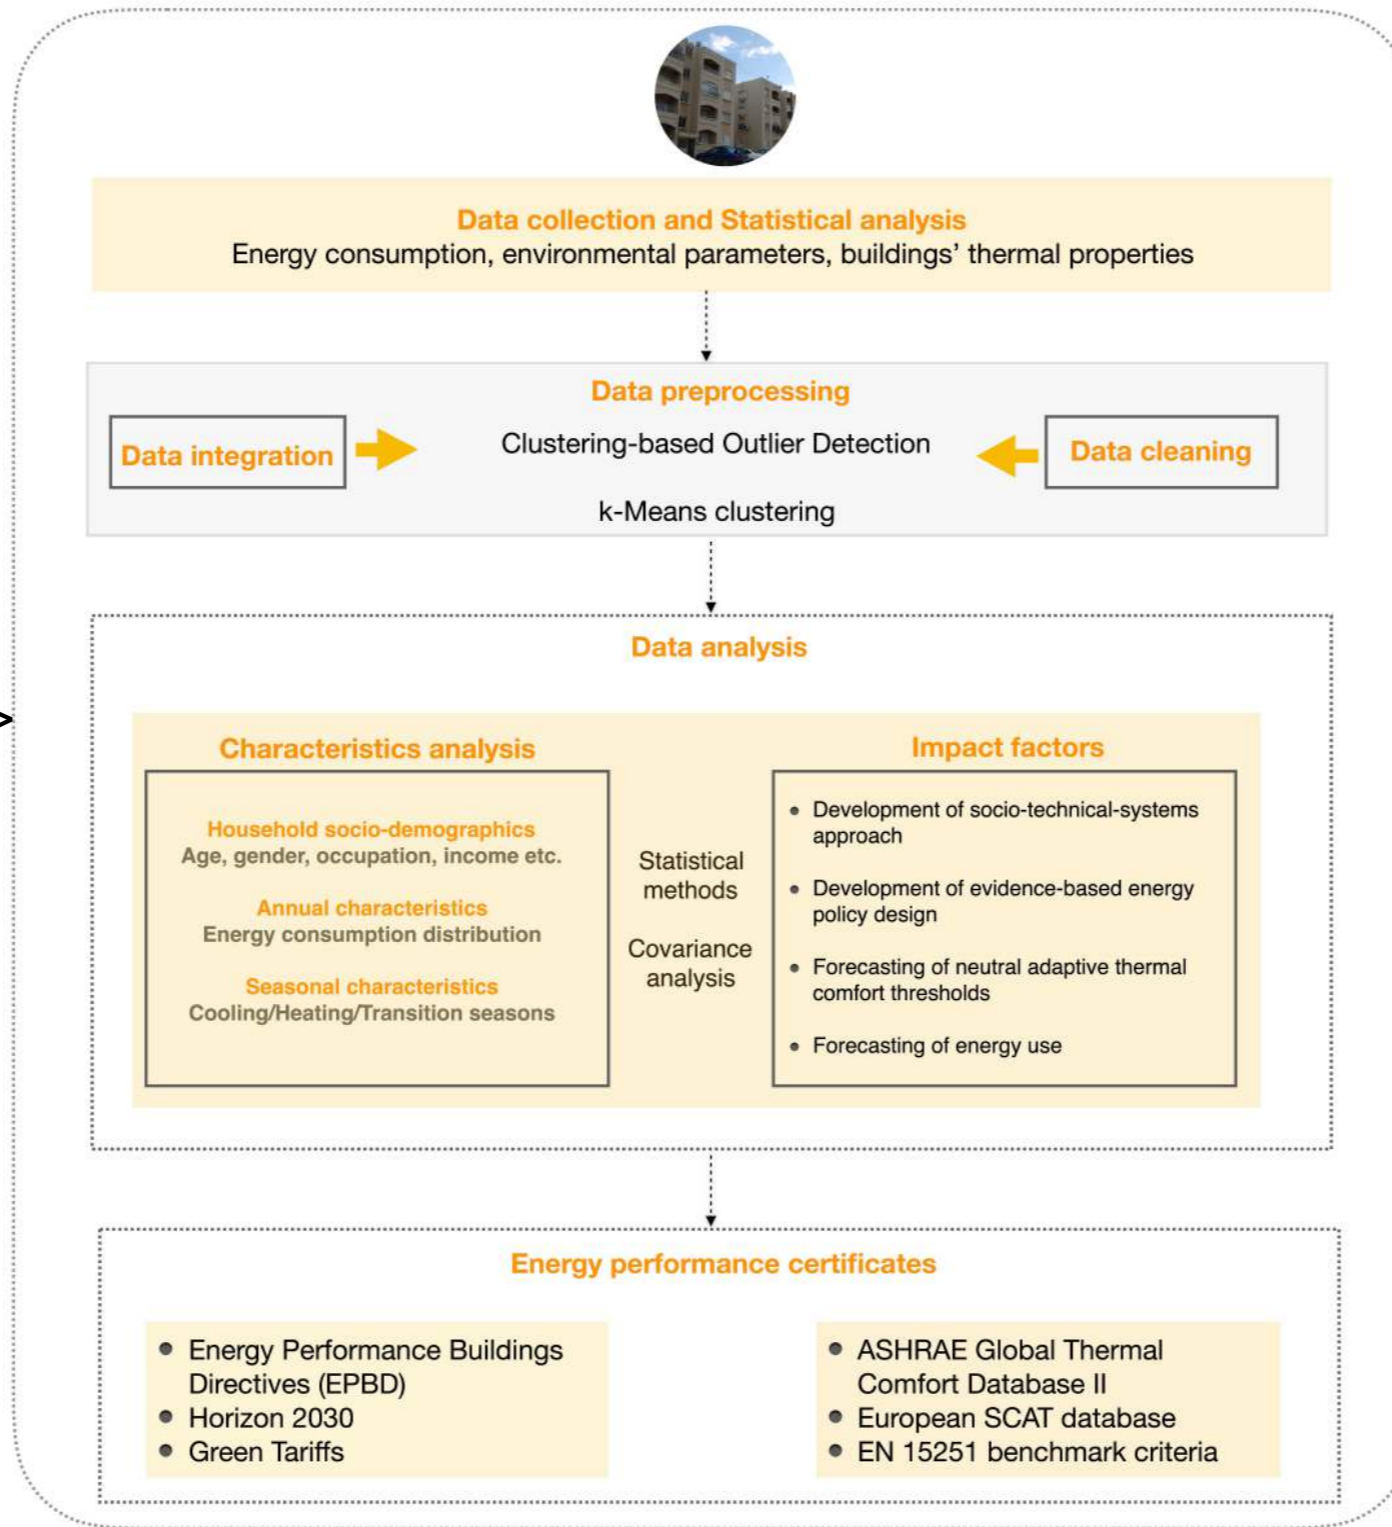 Data collection and Statistical analysis
Energy consumption, environmental parameters, buildings’ thermal properties
Data preprocessing
Data integration
Clustering-based Outlier Detection
Data cleaning
k-Means clustering
Data analysis
>
Characteristics analysis
Household socio-demographics
Age, gender, occupation, income etc.
Annual characteristics
Energy consumption distribution
Seasonal characteristics
Cooling/Heating/Transition seasons
Statistical
methods
Covariance
analysis
Impact factors
• Development of socio-technical-systems
approach
• Development of evidence-based energy
policy design
• Forecasting of neutral adaptive thermal
comfort thresholds
• Forecasting of energy use
Energy performance certificates
• Energy Performance Buildings
Directives (EPBD)
• Horizon 2030
• Green Tariffs
• ASHRAE Global Thermal
Comfort Database II
• European SCAT database
• EN 15251 benchmark criteria